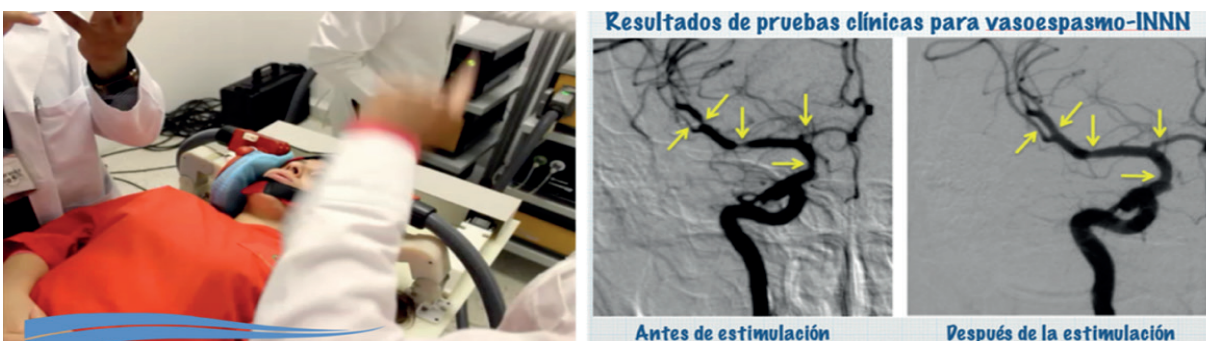 Resultados de pruebas clínicas para vasoespasmo-INNN
Antes de estimulación
Después de la estimulación